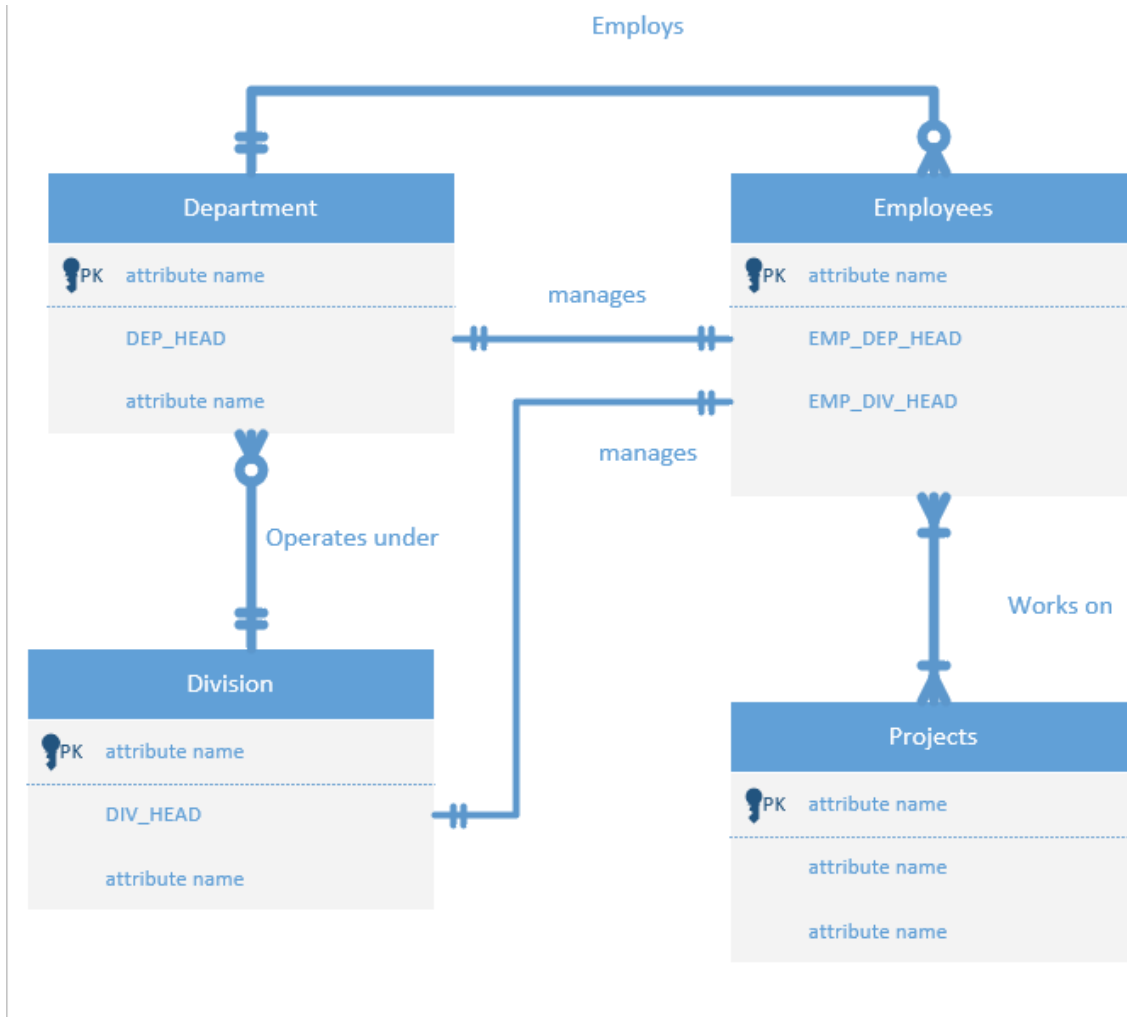 Employs
Department
PK attribute name
DEP_HEAD
attribute name
manages
manages
Employees
PK attribute name
EMP_DEP_HEAD
EMP_DIV_HEAD
Operates under
Works on
Division
PK attribute name
DIV_HEAD
attribute name
Projects
PK attribute name
attribute name
attribute name